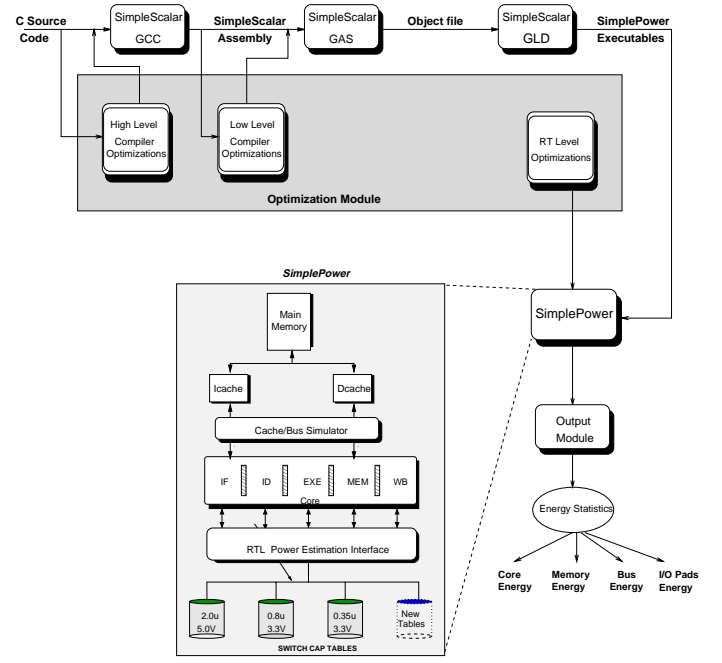 C Source
Code
SimpleScalar
GCC
SimpleScalar
Assembly
SimpleScalar
GAS
Object file
SimpleScalar
GLD
SimplePower
Executables
High Level
Compiler
Optimizations
Low Level
Compiler
Optimizations
RT Level
Optimizations
Optimization Module
SimplePower
Main
Memory
Icache
Dcache
Cache/Bus Simulator
IF
ID
EXE
MEM
WB
Core
RTL Power Estimation Interface
2.0u
5.0V
0.8u
3.3V
0.35u
3.3V
New
Tables
SWITCH CAP TABLES
SimplePower
Output
Module
Energy Statistics
Core
Energy
Memory
Energy
Bus
Energy
I/O Pads
Energy